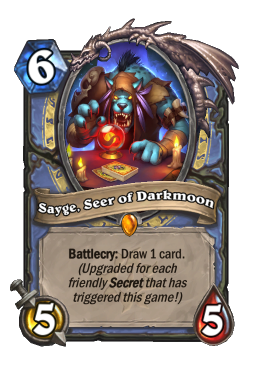 6
Sayge, Seer of Darkmoon
Battlecry: Draw 1 card.
(Upgraded for each
friendly Secret that has
triggered this game!)
5
5